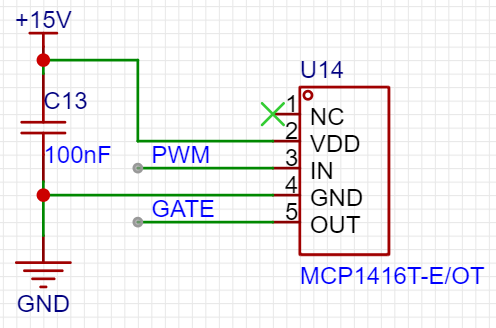 +15V
U14
C13
100nF
PWM
GATE
1 NC
2 VDD
3 IN
4 GND
5 OUT
MCP1416T-E/OT
GND